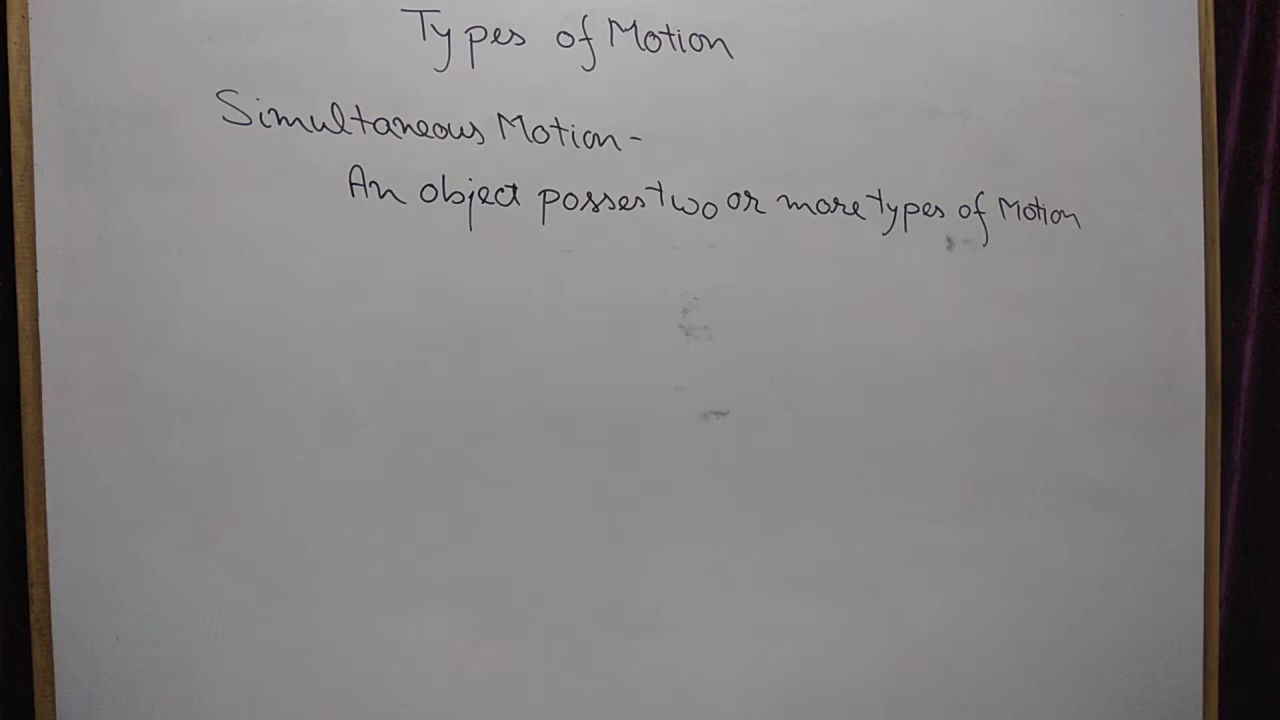 Types of Motion
Simultaneous Motion-
An object posses two or more types of Motion